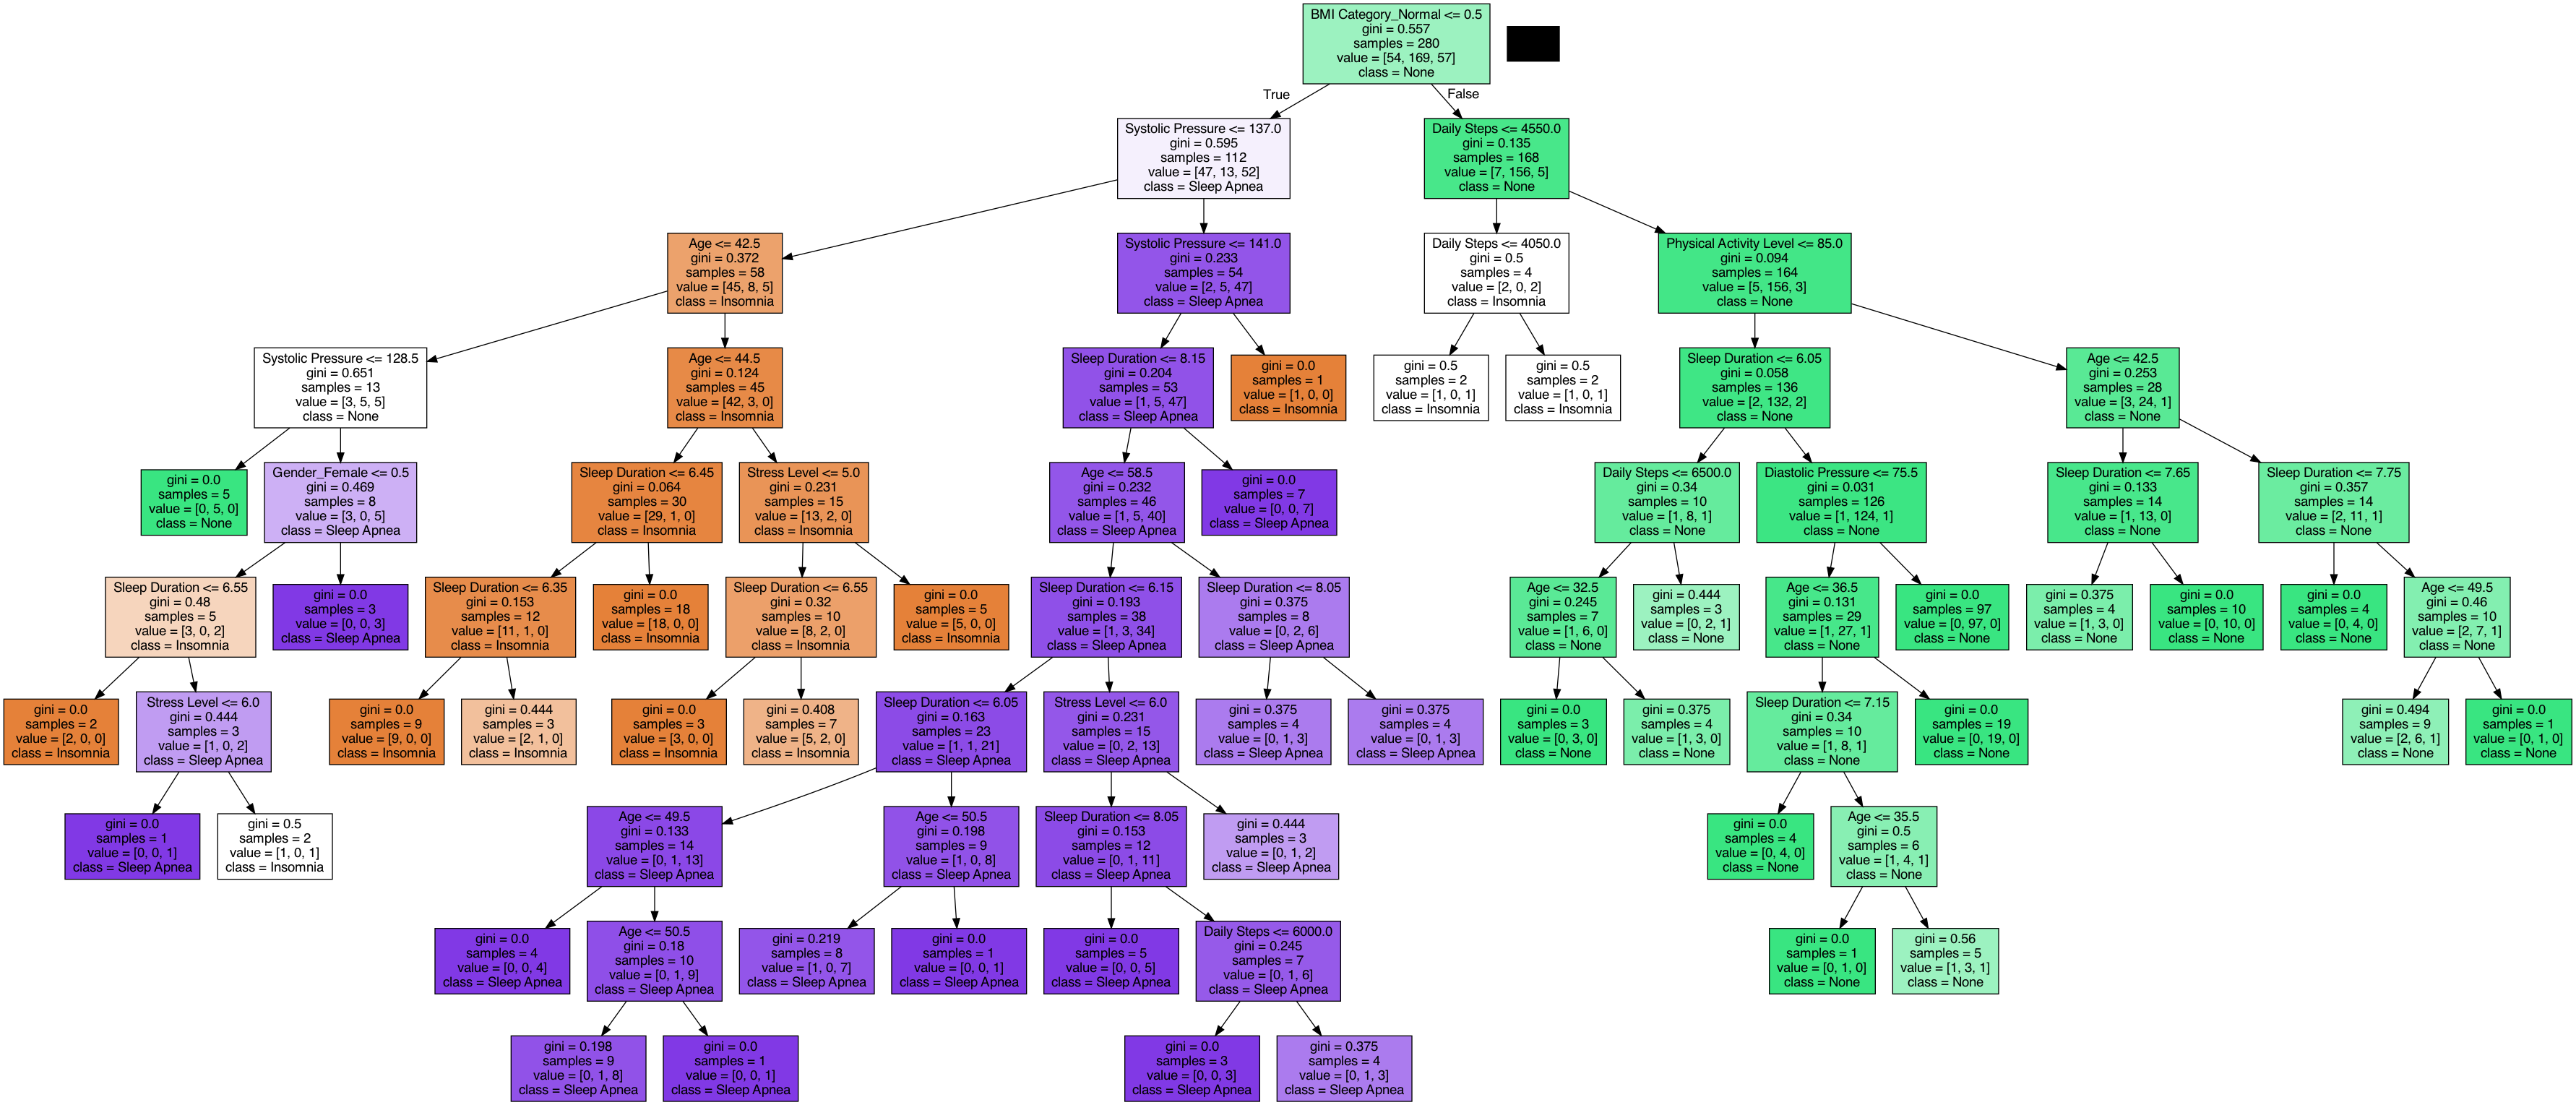 BMI Category_Normal <= 0.5
gini = 0.557
samples = 280
value = [54, 169, 57]
class = None
True
False
Systolic Pressure <= 137.0
gini = 0.595
samples = 112
value = [47, 13, 52]
class = Sleep Apnea
Daily Steps <= 4550.0
gini = 0.135
samples = 168
value = [7, 156, 5]
class = None
Age <= 42.5
gini = 0.372
samples = 58
value = [45, 8, 5]
class = Insomnia
Systolic Pressure <= 141.0
gini = 0.233
samples = 54
value = [2, 5, 47]
class = Sleep Apnea
Daily Steps <= 4050.0
gini = 0.5
samples = 4
value = [2, 0, 2]
class = Insomnia
Physical Activity Level <= 85.0
gini = 0.094
samples = 164
value = [5, 156, 3]
class = None
Systolic Pressure <= 128.5
gini = 0.651
samples = 13
value = [3, 5, 5]
class = None
Age <= 44.5
gini = 0.124
samples = 45
value = [42, 3, 0]
class = Insomnia
Sleep Duration <= 8.15
gini = 0.204
samples = 53
value = [1, 5, 47]
class = Sleep Apnea
gini = 0.0
samples = 1
value = [1, 0, 0]
class = Insomnia
gini = 0.5
samples = 2
value = [1, 0, 1]
class = Insomnia
gini = 0.5
samples = 2
value = [1, 0, 1]
class = Insomnia
Sleep Duration <= 6.05
gini = 0.058
samples = 136
value = [2, 132, 2]
class = None
Age <= 42.5
gini = 0.253
samples = 28
value = [3, 24, 1]
class = None
gini = 0.0
samples = 5
value = [0, 5, 0]
class = None
Gender_Female <= 0.5
gini = 0.469
samples = 8
value = [3, 0, 5]
class = Sleep Apnea
Sleep Duration <= 6.45
gini = 0.064
samples = 30
value = [29, 1, 0]
class = Insomnia
Stress Level <= 5.0
gini = 0.231
samples = 15
value = [13, 2, 0]
class = Insomnia
Age <= 58.5
gini = 0.232
samples = 46
value = [1, 5, 40]
class = Sleep Apnea
gini = 0.0
samples = 7
value = [0, 0, 7]
class = Sleep Apnea
Daily Steps <= 6500.0
gini = 0.34
samples = 10
value = [1, 8, 1]
class = None
Diastolic Pressure <= 75.5
gini = 0.031
samples = 126
value = [1, 124, 1]
class = None
Sleep Duration <= 7.65
gini = 0.133
samples = 14
value = [1, 13, 0]
class = None
Sleep Duration <= 7.75
gini = 0.357
samples = 14
value = [2, 11, 1]
class = None
Sleep Duration <= 6.55
gini = 0.48
samples = 5
value = [3, 0, 2]
class = Insomnia
gini = 0.0
samples = 3
value = [0, 0, 3]
class = Sleep Apnea
Sleep Duration <= 6.35
gini = 0.153
samples = 12
value = [11, 1, 0]
class = Insomnia
gini = 0.0
samples = 18
value = [18, 0, 0]
class = Insomnia
Sleep Duration <= 6.55
gini = 0.32
samples = 10
value = [8, 2, 0]
class = Insomnia
gini = 0.0
samples = 5
value = [5, 0, 0]
class = Insomnia
Sleep Duration <= 6.15
gini = 0.193
samples = 38
value = [1, 3, 34]
class = Sleep Apnea
Sleep Duration <= 8.05
gini = 0.375
samples = 8
value = [0, 2, 6]
class = Sleep Apnea
Age <= 32.5
gini = 0.245
samples = 7
value = [1, 6, 0]
class = None
gini = 0.444
samples = 3
value = [0, 2, 1]
class = None
Age <= 36.5
gini = 0.131
samples = 29
value = [1, 27, 1]
class = None
gini = 0.0
samples = 97
value = [0, 97, 0]
class = None
gini = 0.375
samples = 4
value = [1, 3, 0]
class = None
gini = 0.0
samples = 10
value = [0, 10, 0]
class = None
gini = 0.0
samples = 4
value = [0, 4, 0]
class = None
Age <= 49.5
gini = 0.46
samples = 10
value = [2, 7, 1]
class = None
gini = 0.0
samples = 2
value = [2, 0, 0]
class = Insomnia
Stress Level <= 6.0
gini = 0.444
samples = 3
value = [1, 0, 2]
class = Sleep Apnea
gini = 0.0
samples = 9
value = [9, 0, 0]
class = Insomnia
gini = 0.444
samples = 3
value = [2, 1, 0]
class = Insomnia
gini = 0.0
samples = 3
value = [3, 0, 0]
class = Insomnia
gini = 0.408
samples = 7
value = [5, 2, 0]
class = Insomnia
Sleep Duration <= 6.05
gini = 0.163
samples = 23
value = [1, 1, 21]
class = Sleep Apnea
Stress Level <= 6.0
gini = 0.231
samples = 15
value = [0, 2, 13]
class = Sleep Apnea
gini = 0.375
samples = 4
value = [0, 1, 3]
class = Sleep Apnea
gini = 0.375
samples = 4
value = [0, 1, 3]
class = Sleep Apnea
gini = 0.0
samples = 3
value = [0, 3, 0]
class = None
gini = 0.375
samples = 4
value = [1, 3, 0]
class = None
Sleep Duration <= 7.15
gini = 0.34
samples = 10
value = [1, 8, 1]
class = None
gini = 0.0
samples = 19
value = [0, 19, 0]
class = None
gini = 0.494
samples = 9
value = [2, 6, 1]
class = None
gini = 0.0
samples = 1
value = [0, 1, 0]
class = None
gini = 0.0
samples = 1
value = [0, 0, 1]
class = Sleep Apnea
gini = 0.5
samples = 2
value = [1, 0, 1]
class = Insomnia
Age <= 49.5
gini = 0.133
samples = 14
value = [0, 1, 13]
class = Sleep Apnea
Age <= 50.5
gini = 0.198
samples = 9
value = [1, 0, 8]
class = Sleep Apnea
Sleep Duration <= 8.05
gini = 0.153
samples = 12
value = [0, 1, 11]
class = Sleep Apnea
gini = 0.444
samples = 3
value = [0, 1, 2]
class = Sleep Apnea
gini = 0.0
samples = 4
value = [0, 4, 0]
class = None
Age <= 35.5
gini = 0.5
samples = 6
value = [1, 4, 1]
class = None
gini = 0.0
samples = 4
value = [0, 0, 4]
class = Sleep Apnea
Age <= 50.5
gini = 0.18
samples = 10
value = [0, 1, 9]
class = Sleep Apnea
gini = 0.219
samples = 8
value = [1, 0, 7]
class = Sleep Apnea
gini = 0.0
samples = 1
value = [0, 0, 1]
class = Sleep Apnea
gini = 0.0
samples = 5
value = [0, 0, 5]
class = Sleep Apnea
Daily Steps <= 6000.0
gini = 0.245
samples = 7
value = [0, 1, 6]
class = Sleep Apnea
gini = 0.0
samples = 1
value = [0, 1, 0]
class = None
gini = 0.56
samples = 5
value = [1, 3, 1]
class = None
gini = 0.198
samples = 9
value = [0, 1, 8]
class = Sleep Apnea
gini = 0.0
samples = 1
value = [0, 0, 1]
class = Sleep Apnea
gini = 0.0
samples = 3
value = [0, 0, 3]
class = Sleep Apnea
gini = 0.375
samples = 4
value = [0, 1, 3]
class = Sleep Apnea